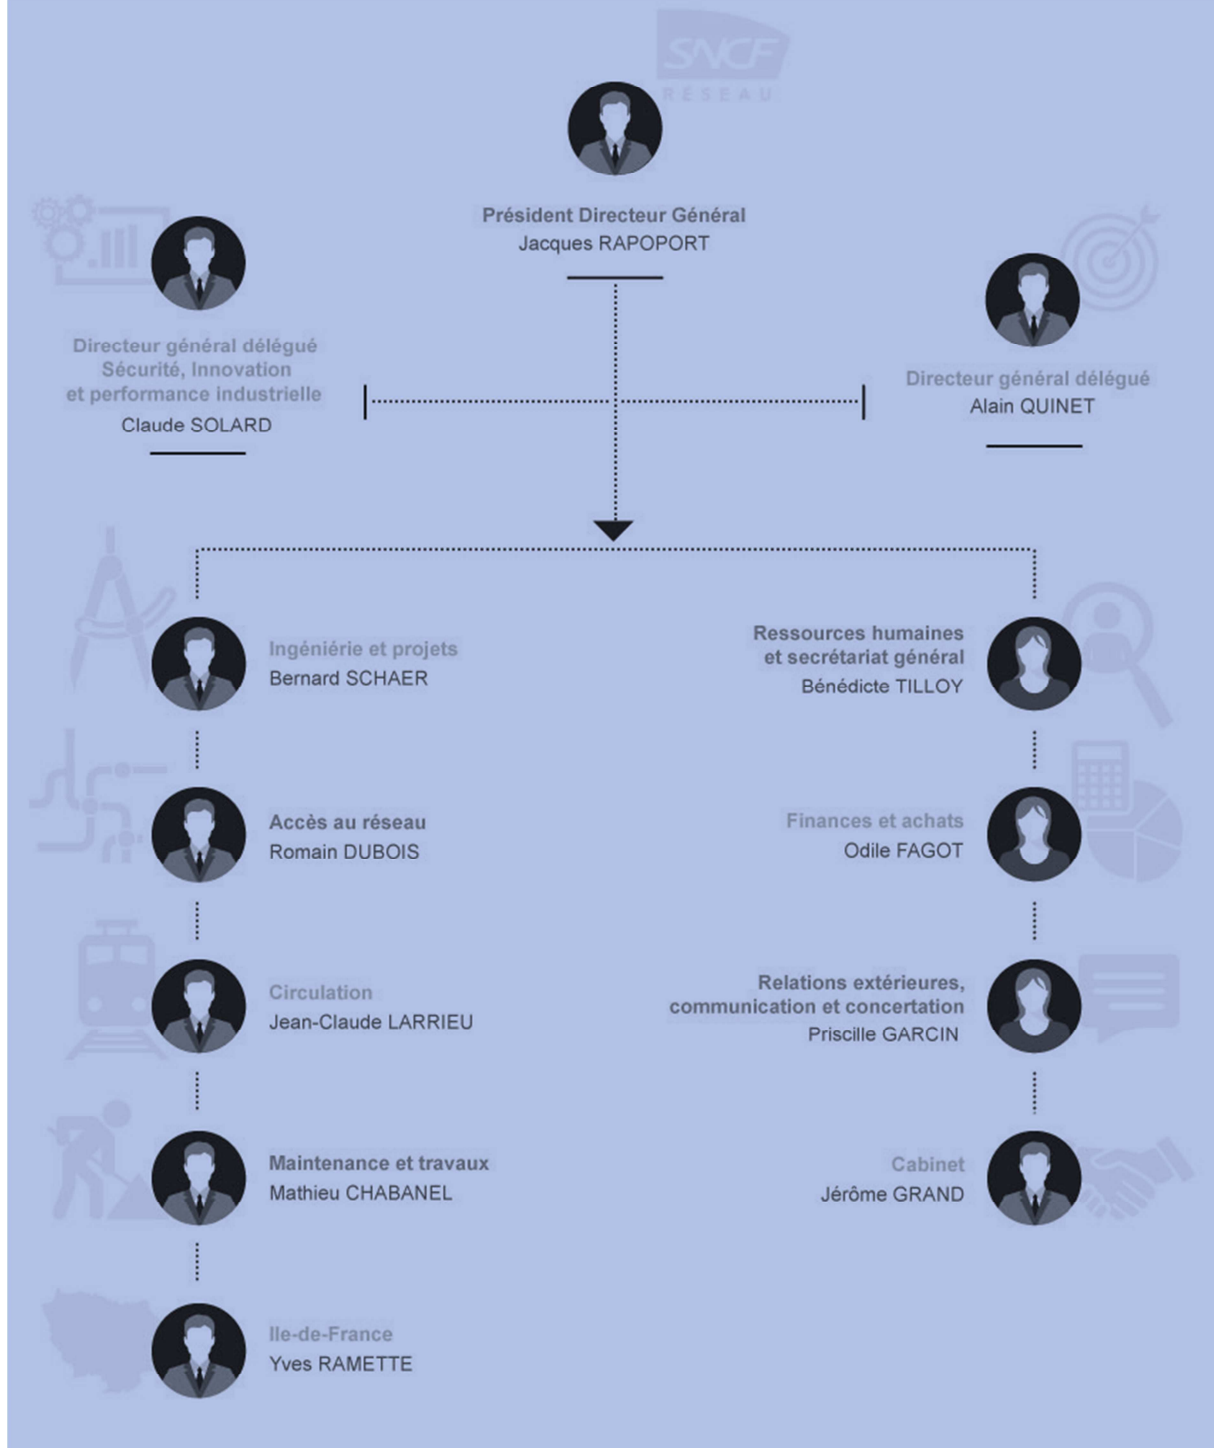 SNCF
RÉSEAU
Président Directeur Général
Jacques RAPOPORT
Directeur général délégué
Sécurité, Innovation
et performance industrielle
Claude SOLARD
Directeur général délégué
Alain QUINET
Ingéniérie et projets
Bernard SCHAER
Ressources humaines
et secrétariat général
Bénédicte TILLOY
Accès au réseau
Romain DUBOIS
Finances et achats
Odile FAGOT
Circulation
Jean-Claude LARRIEU
Relations extérieures,
communication et concertation
Priscille GARCIN
Maintenance et travaux
Mathieu CHABANEL
Cabinet
Jérôme GRAND
Ile-de-France
Yves RAMETTE